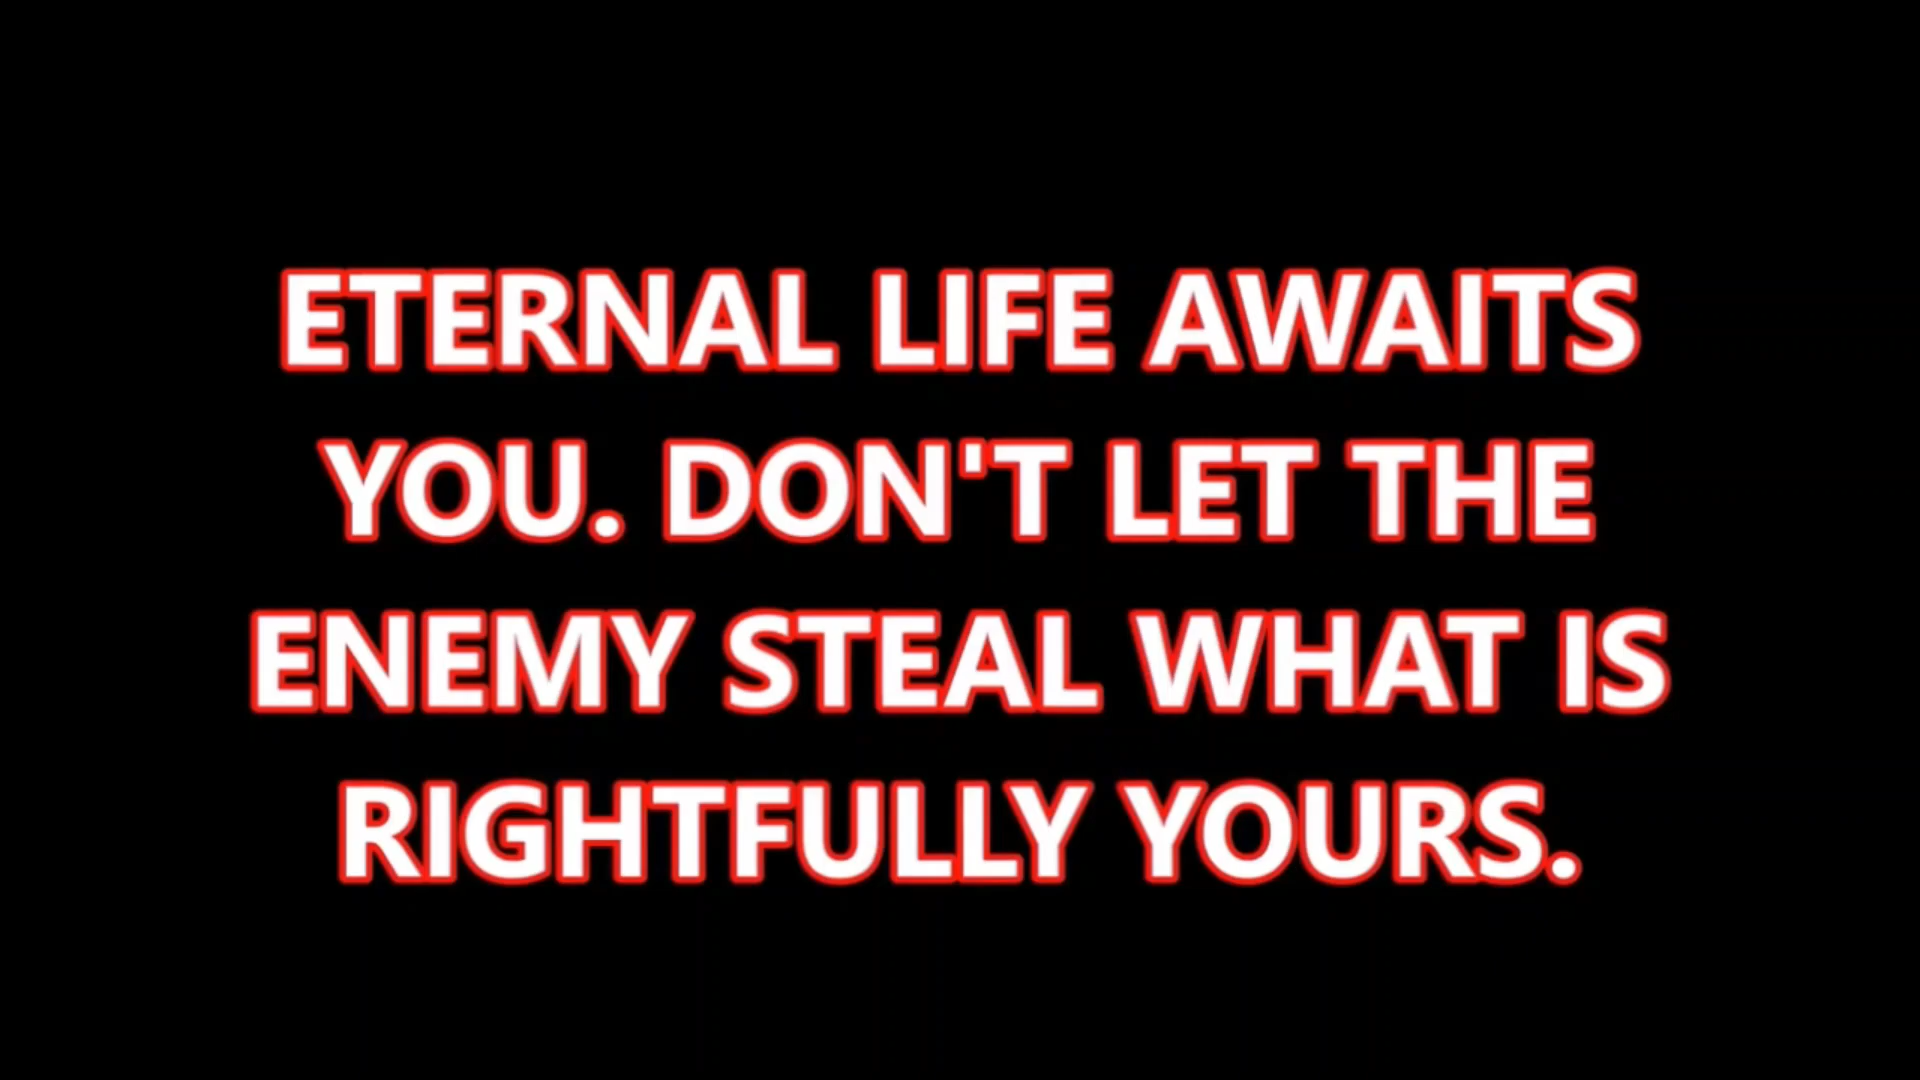 ETERNAL LIFE AWAITS
YOU. DON'T LET THE
ENEMY STEAL WHAT IS
RIGHTFULLY YOURS.